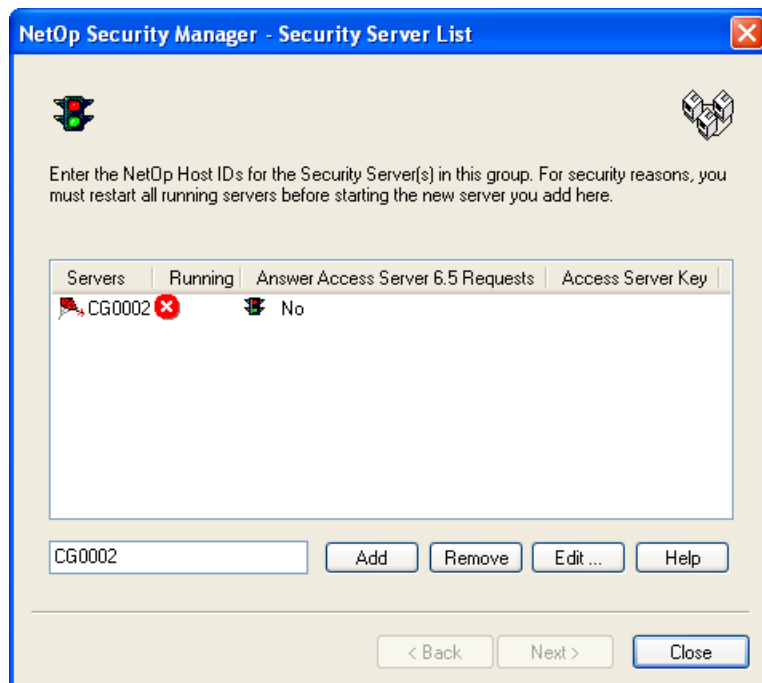 NetOp Security Manager - Security Server List
Enter the NetOp Host IDs for the Security Server(s) in this group. For security reasons, you
must restart all running servers before starting the new server you add here.
Servers Running Answer Access Server 6.5 Requests Access Server Key
CG0002 No
CG0002 Add Remove Edit ... Help
< Back Next > Close